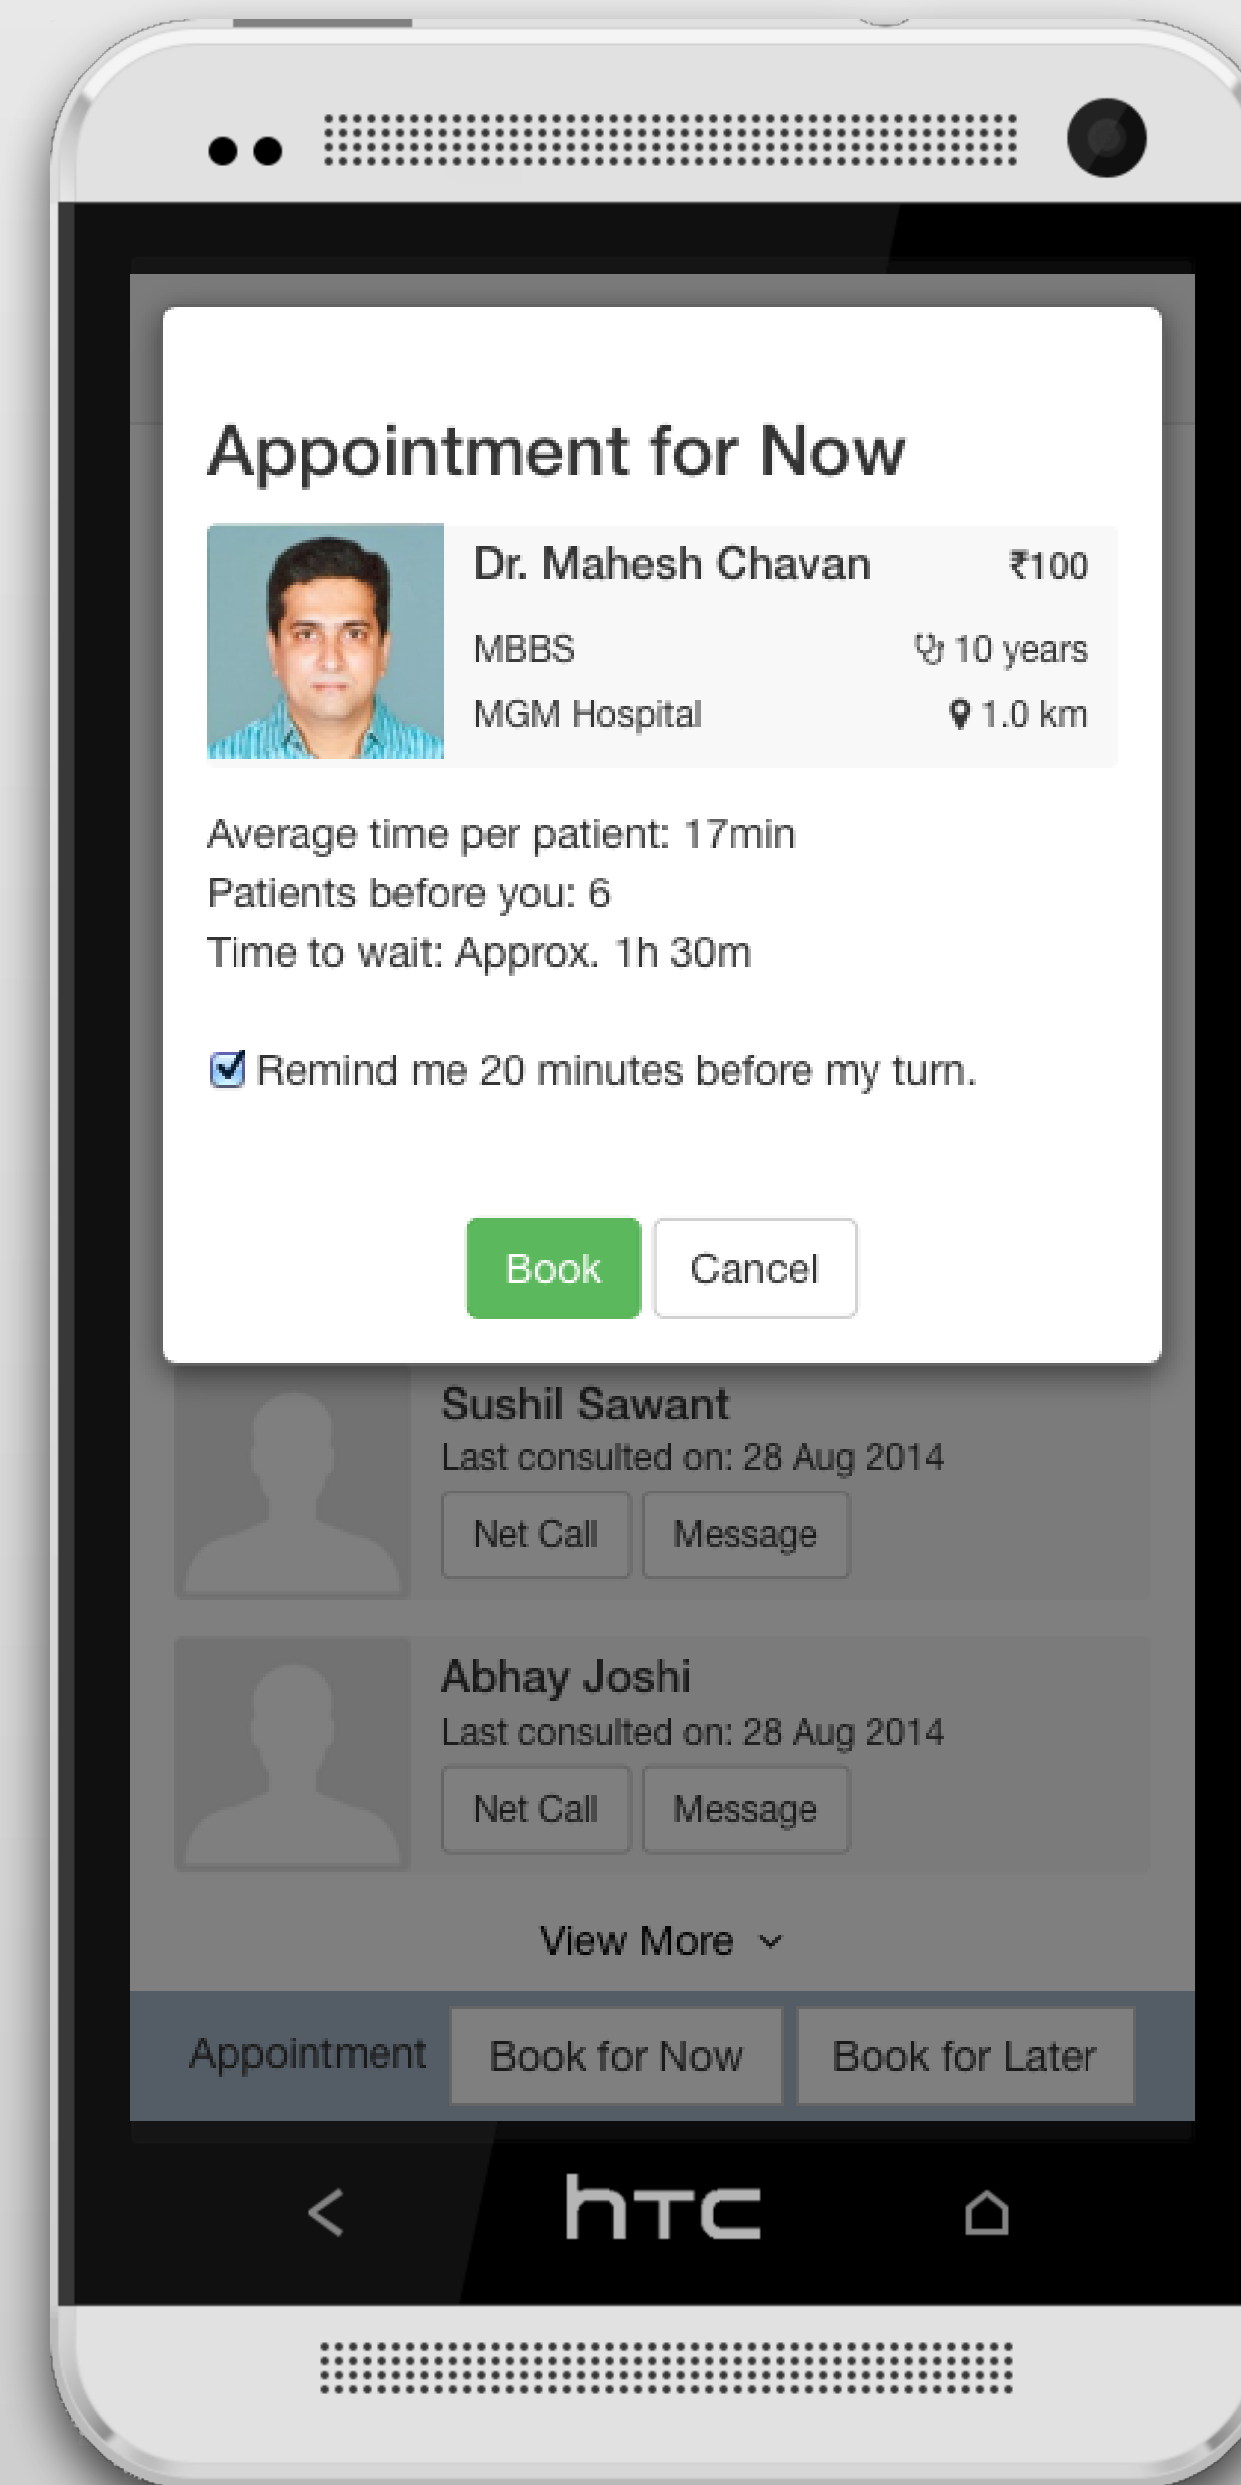 Appointment for Now
Dr. Mahesh Chavan ₹100
MBBS 10 years
MGM Hospital 1.0 km
Average time per patient: 17min
Patients before you: 6
Time to wait: Approx. 1h 30m
Remind me 20 minutes before my turn.
Book Cancel
Sushil Sawant
Last consulted on: 28 Aug 2014
Net Call Message
Abhay Joshi
Last consulted on: 28 Aug 2014
Net Call Message
View More
Appointment Book for Now Book for Later
hTC